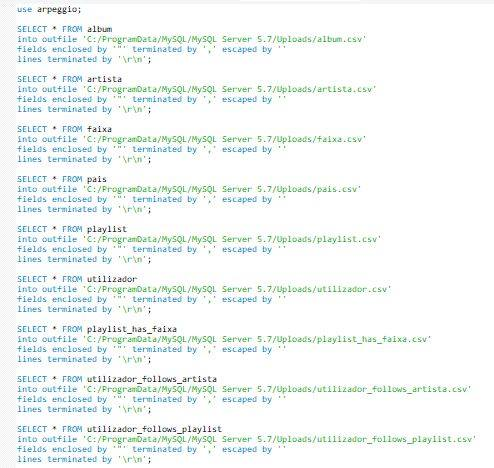 use arpeggio;
SELECT * FROM album
into outfile 'C:/ProgramData/MySQL/MySQL Server 5.7/Uploads/album.csv'
fields enclosed by '"' terminated by ',' escaped by ''
lines terminated by '\r\n';
SELECT * FROM artista
into outfile 'C:/ProgramData/MySQL/MySQL Server 5.7/Uploads/artista.csv'
fields enclosed by '"' terminated by ',' escaped by ''
lines terminated by '\r\n';
SELECT * FROM faixa
into outfile 'C:/ProgramData/MySQL/MySQL Server 5.7/Uploads/faixa.csv'
fields enclosed by '"' terminated by ',' escaped by ''
lines terminated by '\r\n';
SELECT * FROM pais
into outfile 'C:/ProgramData/MySQL/MySQL Server 5.7/Uploads/pais.csv'
fields enclosed by '"' terminated by ',' escaped by ''
lines terminated by '\r\n';
SELECT * FROM playlist
into outfile 'C:/ProgramData/MySQL/MySQL Server 5.7/Uploads/playlist.csv'
fields enclosed by '"' terminated by ',' escaped by ''
lines terminated by '\r\n';
SELECT * FROM utilizador
into outfile 'C:/ProgramData/MySQL/MySQL Server 5.7/Uploads/utilizador.csv'
fields enclosed by '"' terminated by ',' escaped by ''
lines terminated by '\r\n';
SELECT * FROM playlist_has_faixa
into outfile 'C:/ProgramData/MySQL/MySQL Server 5.7/Uploads/playlist_has_faixa.csv'
fields enclosed by '"' terminated by ',' escaped by ''
lines terminated by '\r\n';
SELECT * FROM utilizador_follows_artista
into outfile 'C:/ProgramData/MySQL/MySQL Server 5.7/Uploads/utilizador_follows_artista.csv'
fields enclosed by '"' terminated by ',' escaped by ''
lines terminated by '\r\n';
SELECT * FROM utilizador_follows_playlist
into outfile 'C:/ProgramData/MySQL/MySQL Server 5.7/Uploads/utilizador_follows_playlist.csv'
fields enclosed by '"' terminated by ',' escaped by ''
lines terminated by '\r\n';